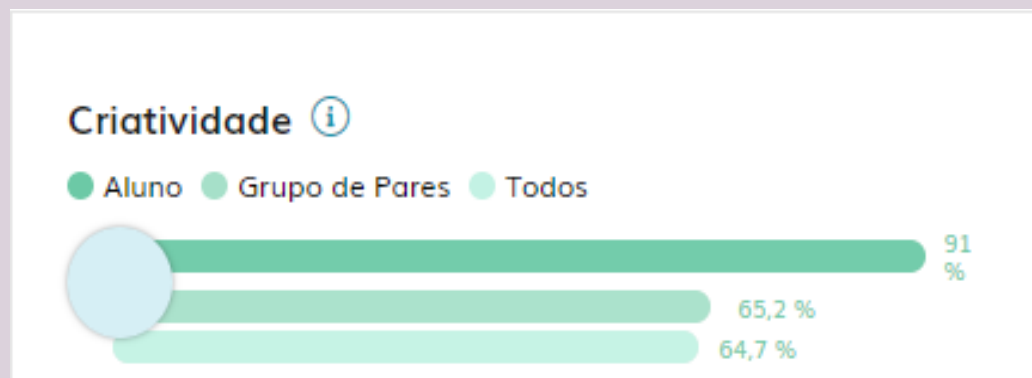 Criatividade i
Aluno Grupo de Pares Todos
91
%
65,2 %
64,7 %